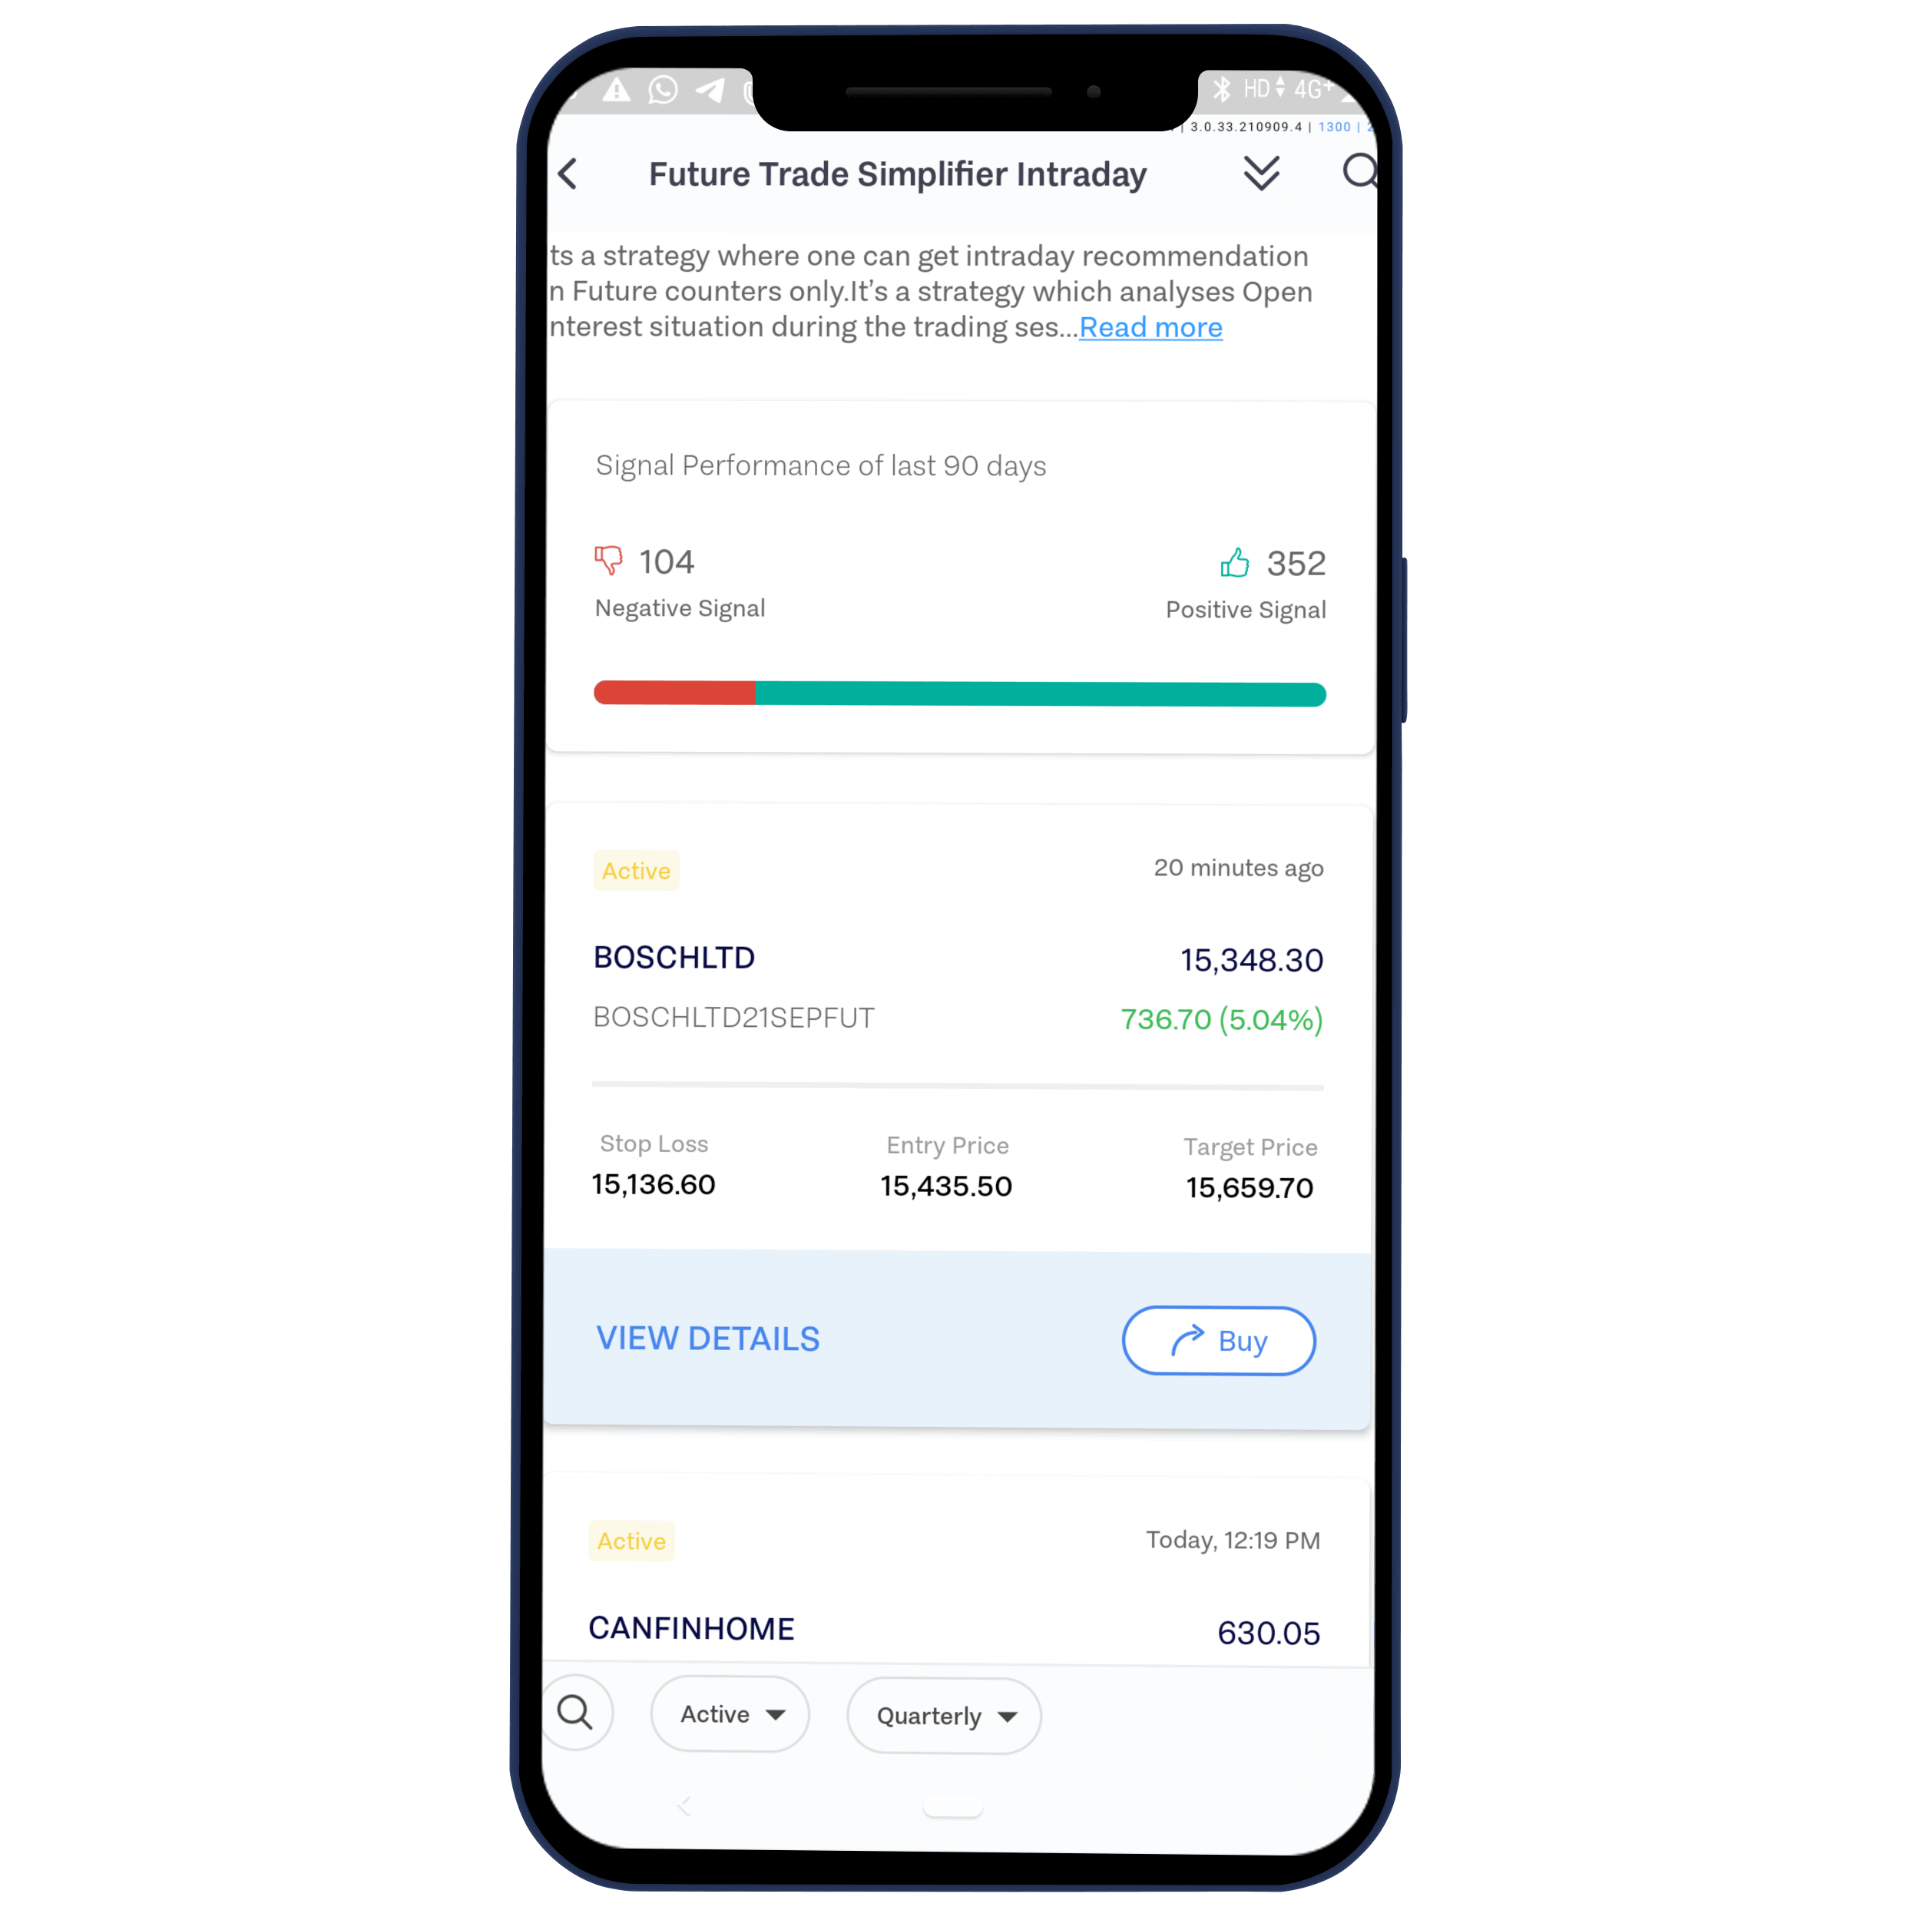 HD 4G+
| 3.0.33.210909.4 | 1300 |
Future Trade Simplifier Intraday
ts a strategy where one can get intraday recommendation
n Future counters only.It's a strategy which analyses Open
nterest situation during the trading ses...Read more
Signal Performance of last 90 days
104 352
Negative Signal Positive Signal
Active 20 minutes ago
BOSCHLTD 15,348.30
BOSCHLTD21SEPFUT 736.70 (5.04%)
Stop Loss Entry Price Target Price
15,136.60 15,435.50 15,659.70
VIEW DETAILS Buy
Active Today, 12:19 PM
CANFINHOME 630.05
Active Quarterly